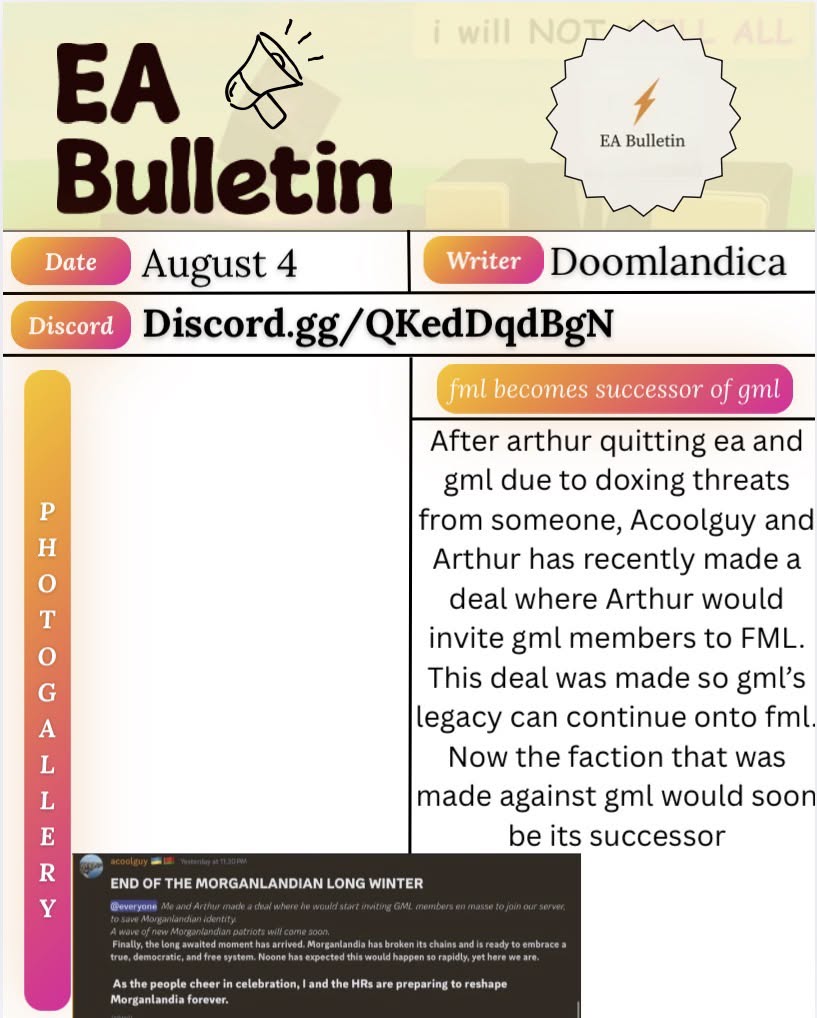 i will NOT KILL ALL
EA
Bulletin
EA Bulletin
Date August 4
Writer Doomlandica
Discord Discord.gg/QKedDqdBgN
PHOTOGALLERY
fml becomes successor of gml
After arthur quitting ea and
gml due to doxing threats
from someone, Acoolguy and
Arthur has recently made a
deal where Arthur would
invite gml members to FML.
This deal was made so gml’s
legacy can continue onto fml.
Now the faction that was
made against gml would soon
be its successor
acoolguy Yesterday at 11:30 PM
END OF THE MORGANLANDIAN LONG WINTER
@everyone Me and Arthur made a deal where he would start inviting GML members en masse to join our server,
to save Morganlandian identity.
A wave of new Morganlandian patriots will come soon.
Finally, the long awaited moment has arrived. Morganlandia has broken its chains and is ready to embrace a
true, democratic, and free system. Noone has expected this would happen so rapidly, yet here we are.
As the people cheer in celebration, I and the HRs are preparing to reshape
Morganlandia forever.